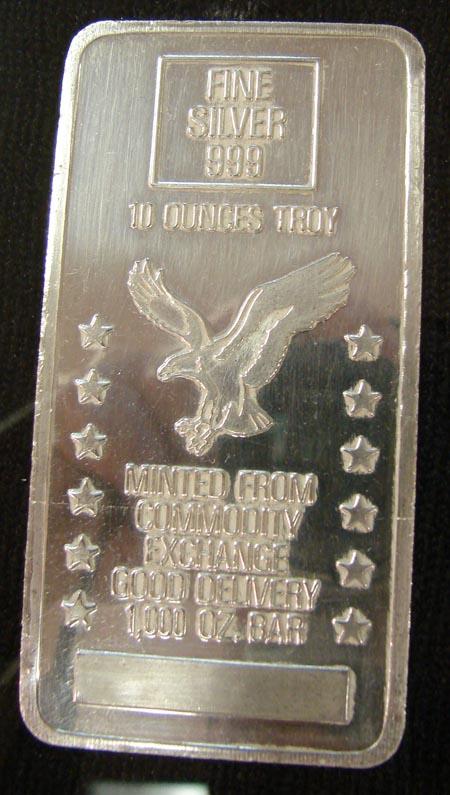 FINE
SILVER
999
10 OUNCES TROY
MINTED FROM
COMMODITY
EXCHANGE
GOOD DELIVERY
1,000 OZ. BAR